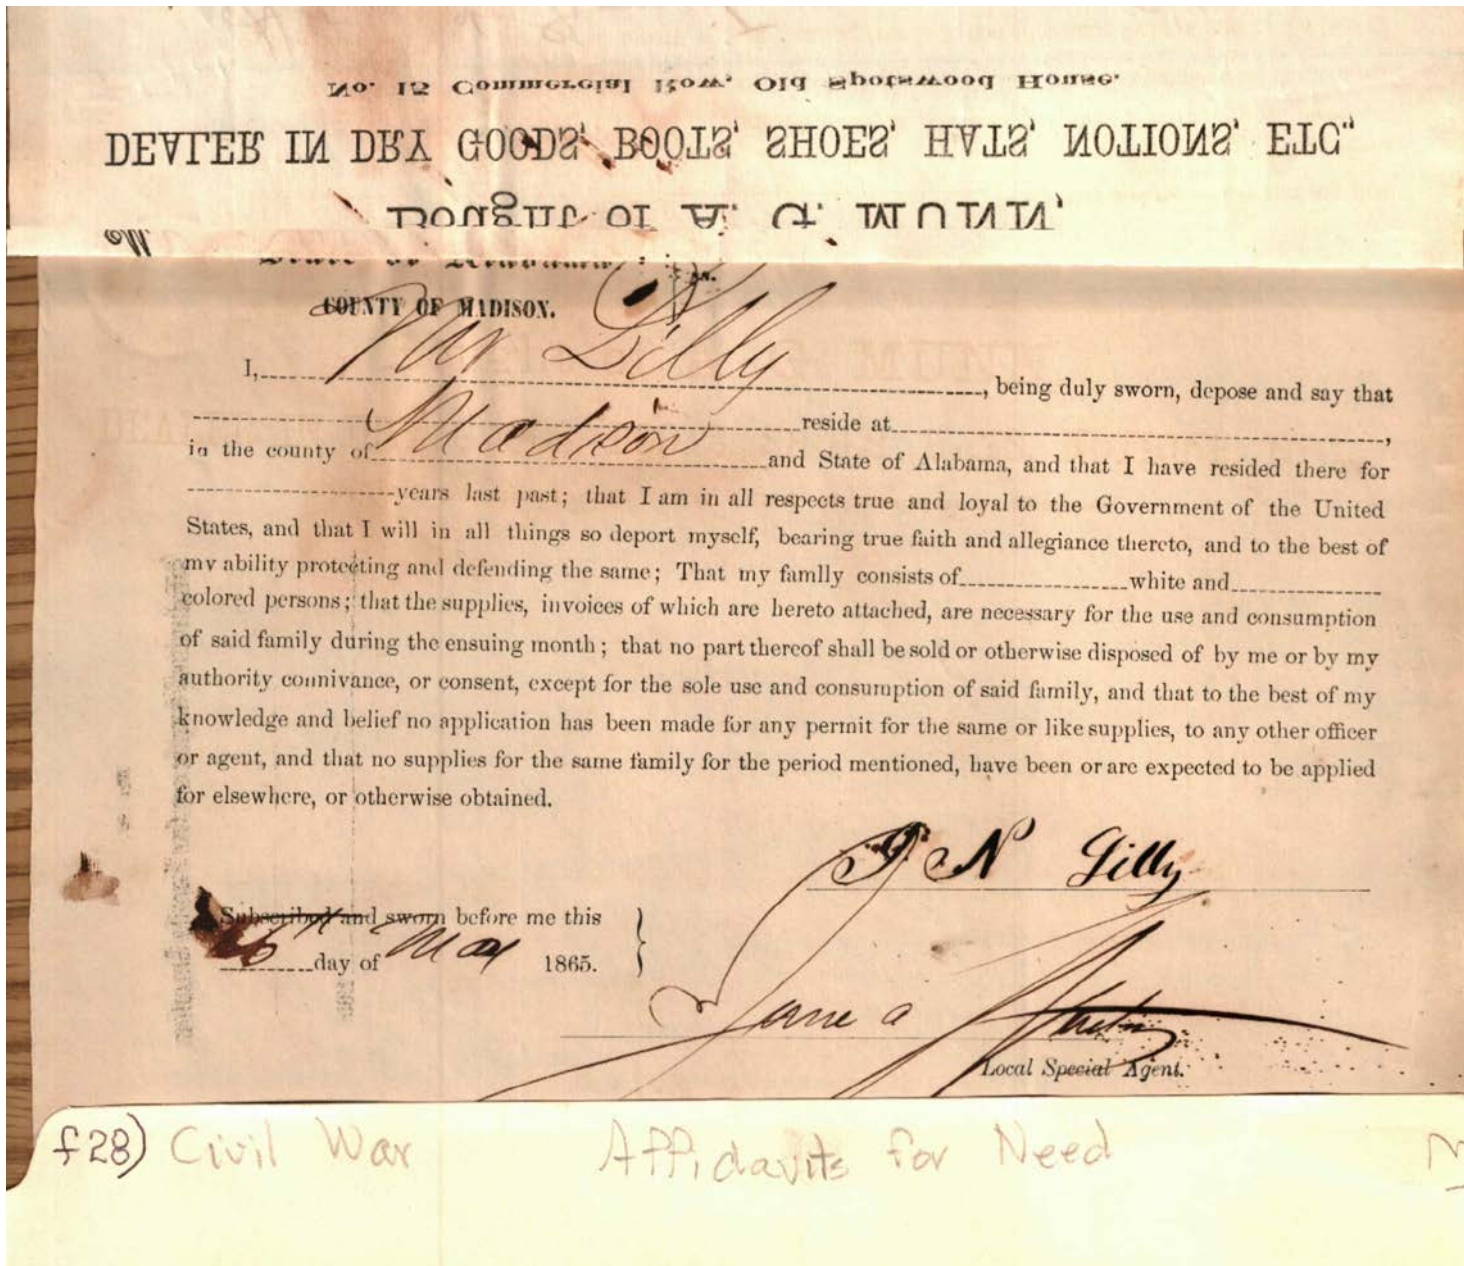 No. 15 Commercial Row, Old Spotswood House.
DEALER IN DRY GOODS, BOOTS, SHOES, HATS, NOTIONS, ETC.,
Bought of A. G. MUNN,
M
State of Alabama, ss.
COUNTY OF MADISON.
I, Mr Lilly, being duly sworn, depose and say that
reside at,
in the county of Madison and State of Alabama, and that I have resided there for
years last past; that I am in all respects true and loyal to the Government of the United
States, and that I will in all things so deport myself, bearing true faith and allegiance thereto, and to the best of
my ability protecting and defending the same; That my famlly consists of white and
colored persons; that the supplies, invoices of which are hereto attached, are necessary for the use and consumption
of said family during the ensuing month; that no part thereof shall be sold or otherwise disposed of by me or by my
authority connivance, or consent, except for the sole use and consumption of said family, and that to the best of my
knowledge and belief no application has been made for any permit for the same or like supplies, to any other officer
or agent, and that no supplies for the same family for the period mentioned, have been or are expected to be applied
for elsewhere, or otherwise obtained.
N Lilly
Subscribed and sworn before me this
day of May 1865.
Local Special Agent.
f28) Civil War Affidavits for Need